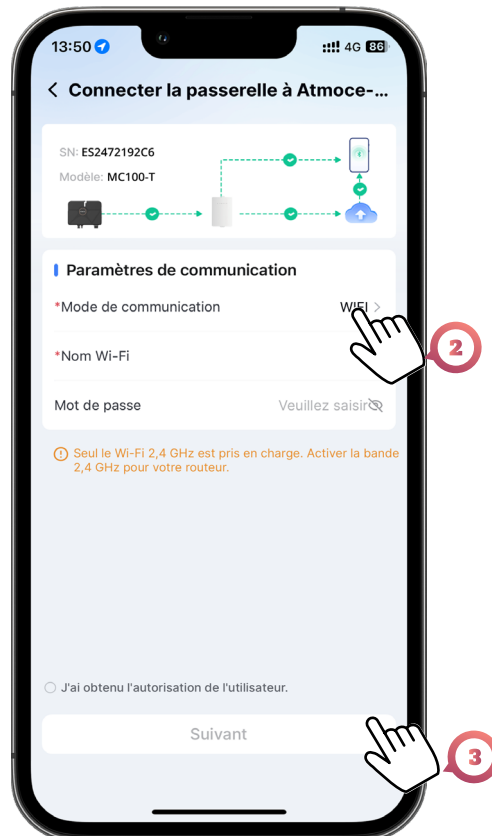 13:50
4G 86
Connecter la passerelle à Atmoce-...
SN: ES2472192C6
Modèle: MC100-T
Paramètres de communication
*Mode de communication WIFI
2
*Nom Wi-Fi
Mot de passe Veuillez saisir
Seul le Wi-Fi 2,4 GHz est pris en charge. Activer la bande
2,4 GHz pour votre routeur.
J'ai obtenu l'autorisation de l'utilisateur.
Suivant
3